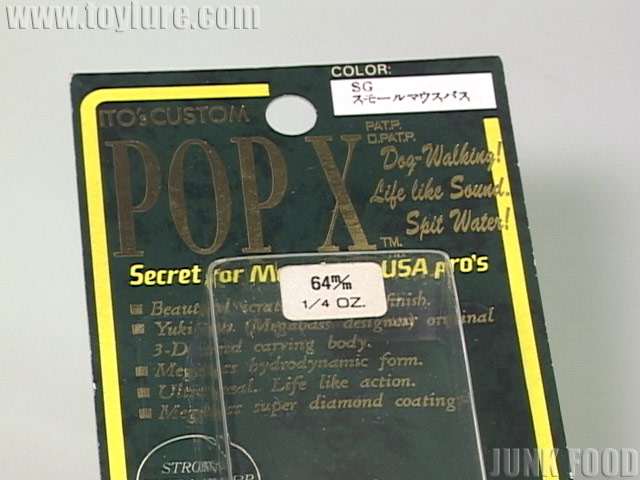 www.toylure.com
COLOR:
SG
スモールマウスバス
ITO's CUSTOM
POP X
TM.
PAT.P.
D.PAT.P.
Dog-Walking!
Life like Sound.
Spit Water!
Secret for USA pro's
64m/m
1/4 OZ.
finish.
designer original
3-D carving body.
hydrodynamic form.
Life like action.
super diamond coating
JUNK FOOD